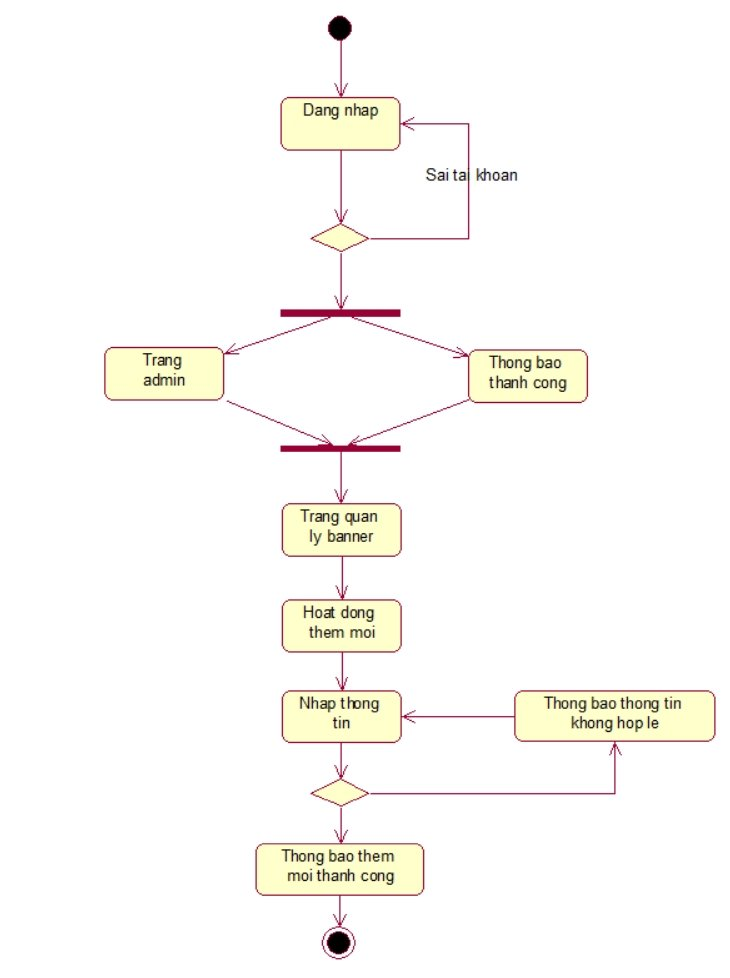 Dang nhap
Sai tai khoan
Trang
admin
Thong bao
thanh cong
Trang quan
ly banner
Hoat dong
them moi
Nhap thong
tin
Thong bao thong tin
khong hop le
Thong bao them
moi thanh cong